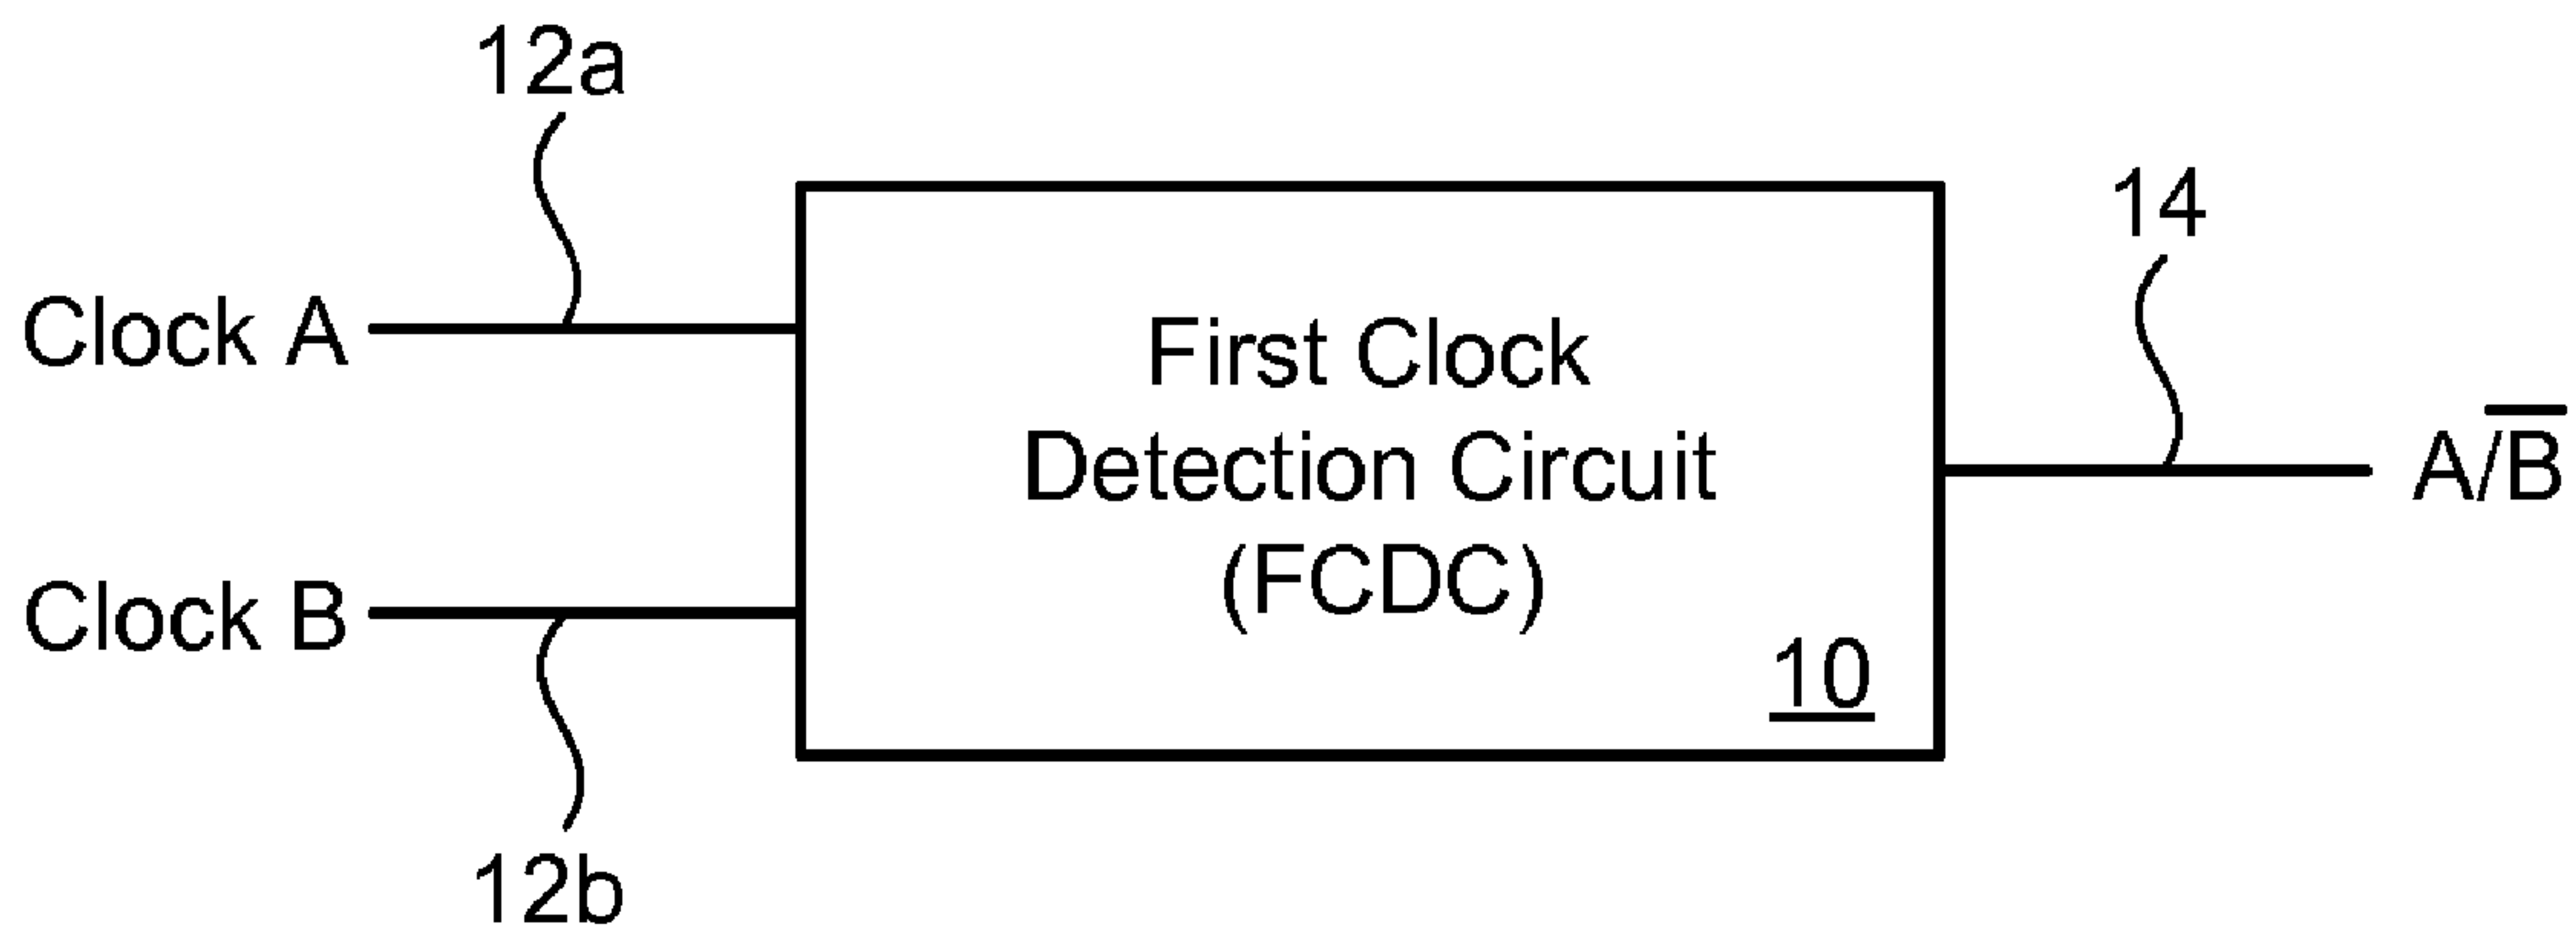 12a
14
Clock A
First Clock
Detection Circuit
(FCDC)
A/B̅
Clock B
10
12b